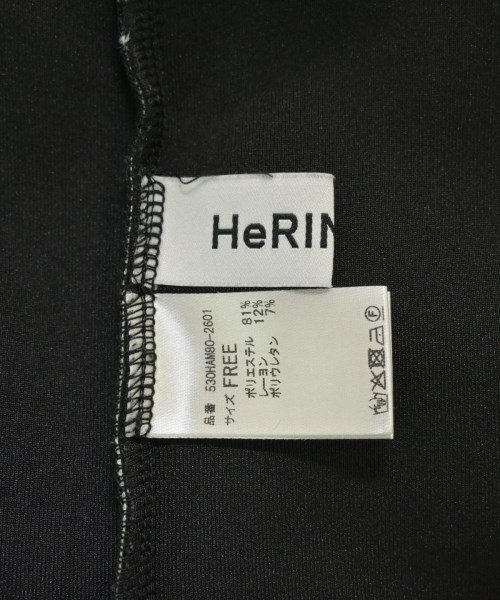 HeRIN
品番 530HAM80-2601
サイズ FREE
ポリエステル 81%
レーヨン 12%
ポリウレタン 7%